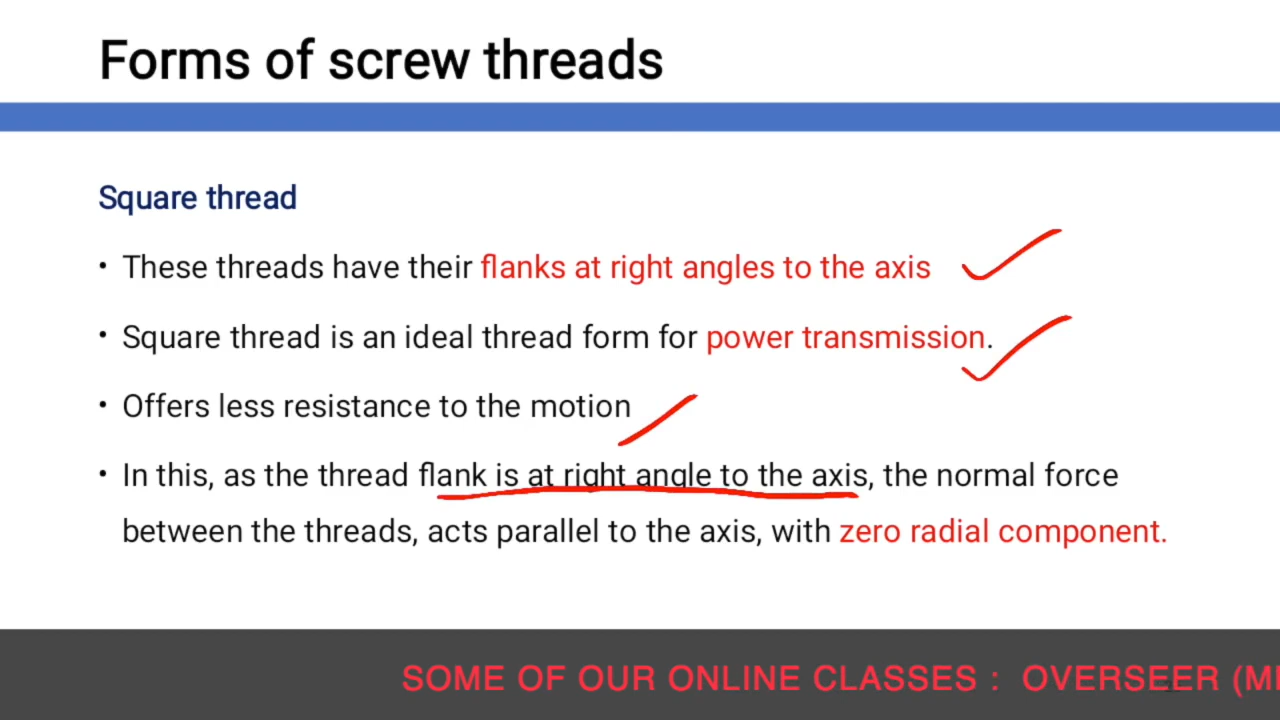 Forms of screw threads
Square thread
• These threads have their flanks at right angles to the axis
• Square thread is an ideal thread form for power transmission.
• Offers less resistance to the motion
• In this, as the thread flank is at right angle to the axis, the normal force
between the threads, acts parallel to the axis, with zero radial component.
SOME OF OUR ONLINE CLASSES : OVERSEER